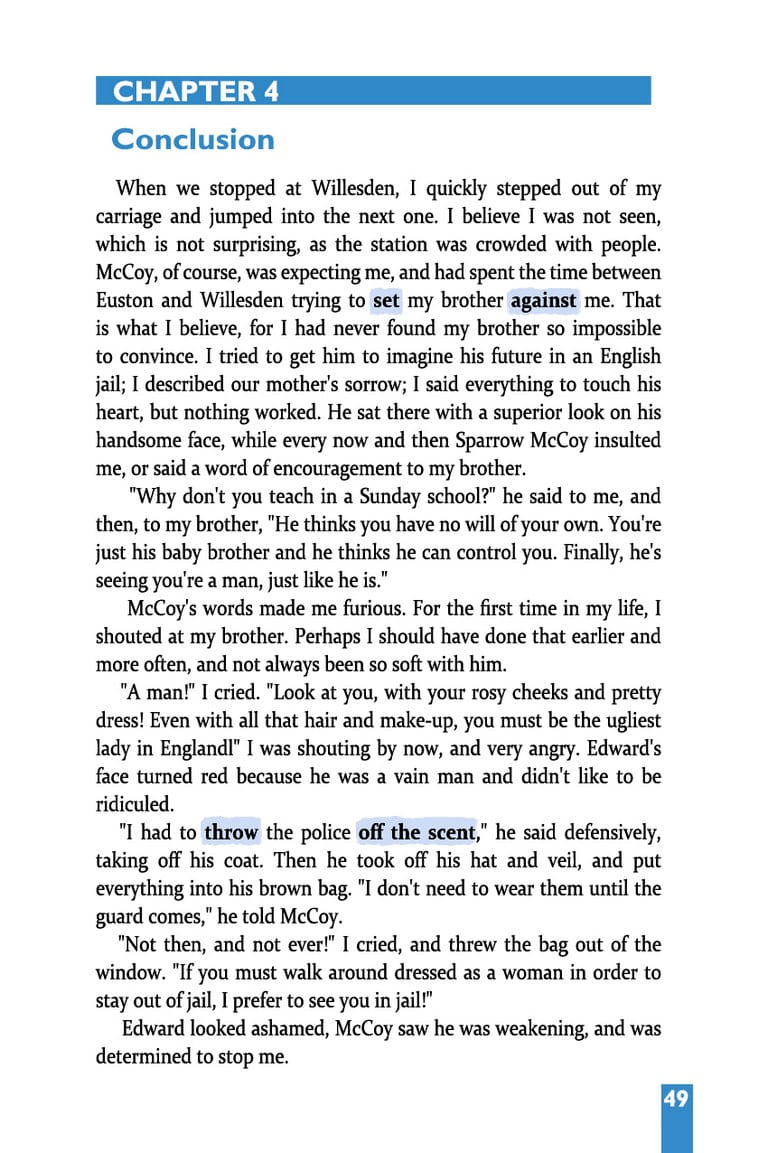 CHAPTER 4
Conclusion
When we stopped at Willesden, I quickly stepped out of my
carriage and jumped into the next one. I believe I was not seen,
which is not surprising, as the station was crowded with people.
McCoy, of course, was expecting me, and had spent the time between
Euston and Willesden trying to set my brother against me. That
is what I believe, for I had never found my brother so impossible
to convince. I tried to get him to imagine his future in an English
jail; I described our mother's sorrow; I said everything to touch his
heart, but nothing worked. He sat there with a superior look on his
handsome face, while every now and then Sparrow McCoy insulted
me, or said a word of encouragement to my brother.
"Why don't you teach in a Sunday school?" he said to me, and
then, to my brother, "He thinks you have no will of your own. You're
just his baby brother and he thinks he can control you. Finally, he's
seeing you're a man, just like he is."
McCoy's words made me furious. For the first time in my life, I
shouted at my brother. Perhaps I should have done that earlier and
more often, and not always been so soft with him.
"A man!" I cried. "Look at you, with your rosy cheeks and pretty
dress! Even with all that hair and make-up, you must be the ugliest
lady in Englandl" I was shouting by now, and very angry. Edward's
face turned red because he was a vain man and didn't like to be
ridiculed.
"I had to throw the police off the scent," he said defensively,
taking off his coat. Then he took off his hat and veil, and put
everything into his brown bag. "I don't need to wear them until the
guard comes," he told McCoy.
"Not then, and not ever!" I cried, and threw the bag out of the
window. "If you must walk around dressed as a woman in order to
stay out of jail, I prefer to see you in jail!"
Edward looked ashamed, McCoy saw he was weakening, and was
determined to stop me.
49